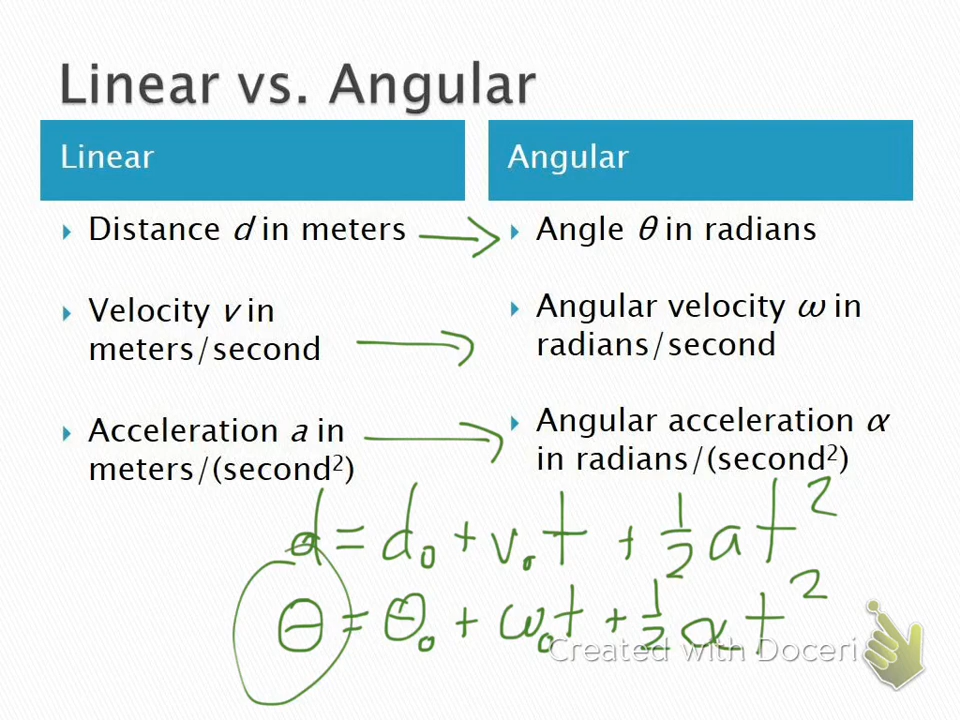 Linear vs. Angular
Linear
Distance d in meters
Velocity v in
meters/second
Acceleration a in
meters/(second²)
Angular
Angle θ in radians
Angular velocity ω in
radians/second
Angular acceleration α
in radians/(second²)
d = d₀ + v₀t + ½at²
θ = θ₀ + ω₀t + ½αt²
Created with Doceri